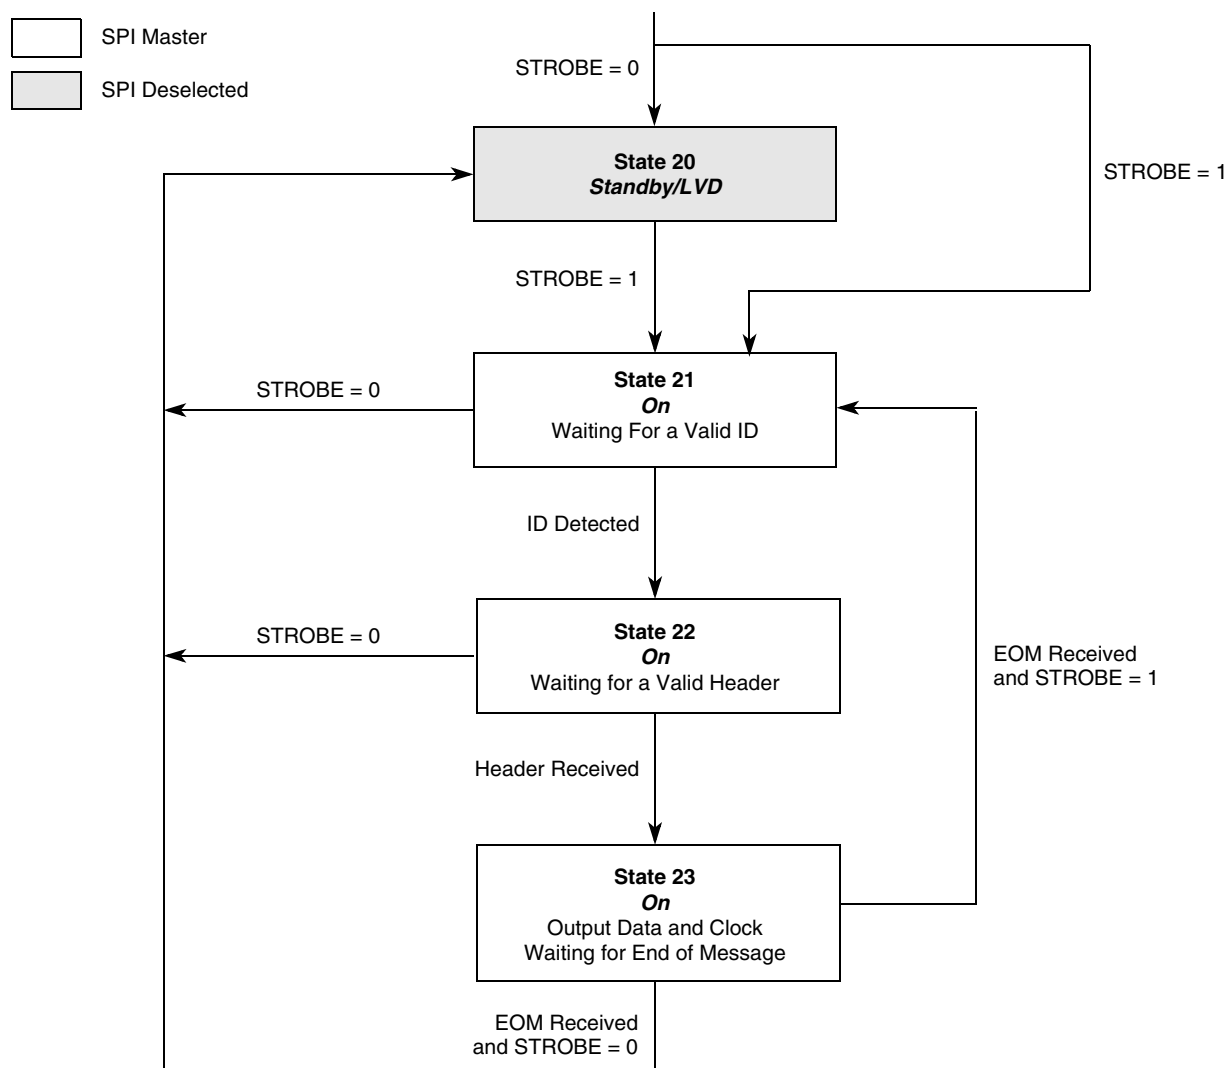 SPI Master
SPI Deselected
STROBE = 0
STROBE = 1
State 20
Standby/LVD
STROBE = 1
State 21
On
Waiting For a Valid ID
STROBE = 0
ID Detected
State 22
On
Waiting for a Valid Header
STROBE = 0
EOM Received
and STROBE = 1
Header Received
State 23
On
Output Data and Clock
Waiting for End of Message
EOM Received
and STROBE = 0